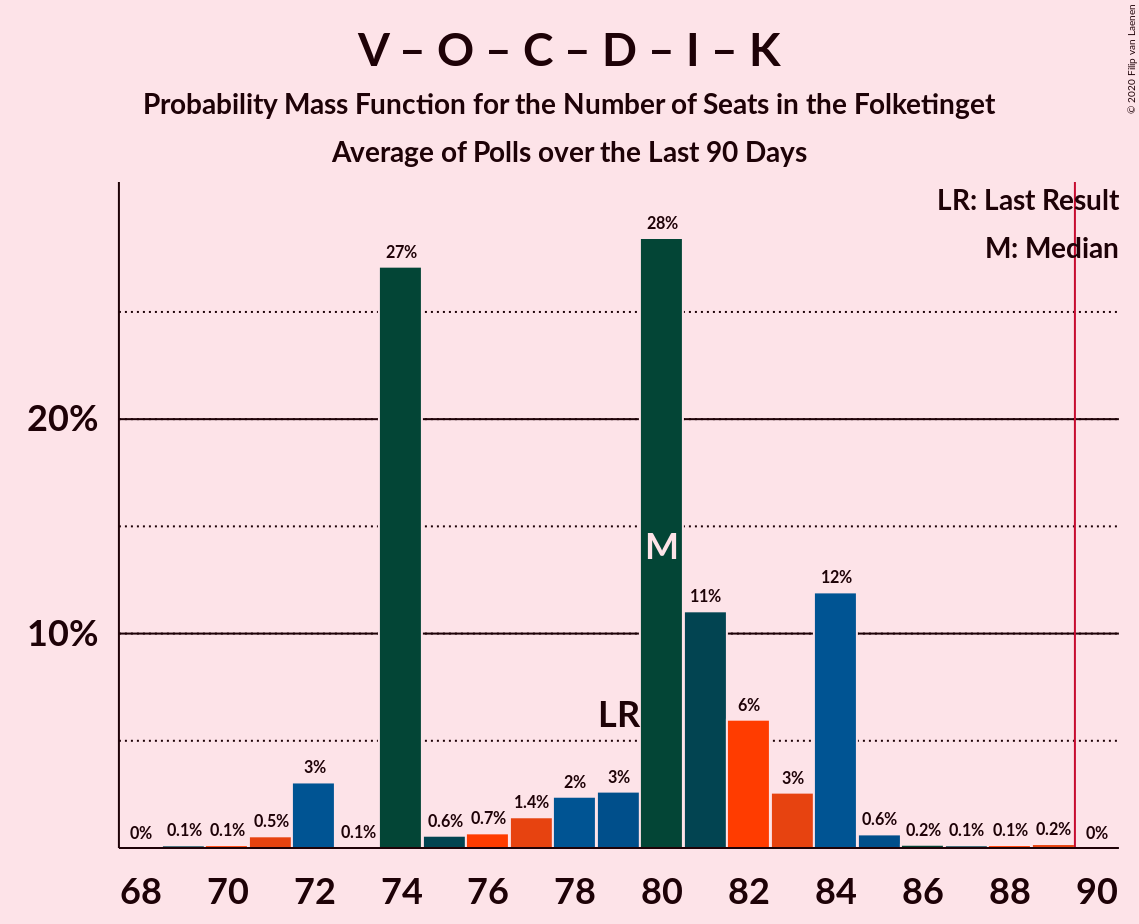 V – O – C – D – I – K
Probability Mass Function for the Number of Seats in the Folketinget
Average of Polls over the Last 90 Days
© 2020 Filip van Laenen
LR: Last Result
M: Median
28%
27%
20%
M
12%
11%
10%
6%
LR
3%
2%
3%
3%
0%
0.1%
0.1%
0.5%
0.1%
0.6%
0.7%
1.4%
0.6%
0.2%
0.1%
0.1%
0.2%
0%
68 70 72 74 76 78 80 82 84 86 88 90